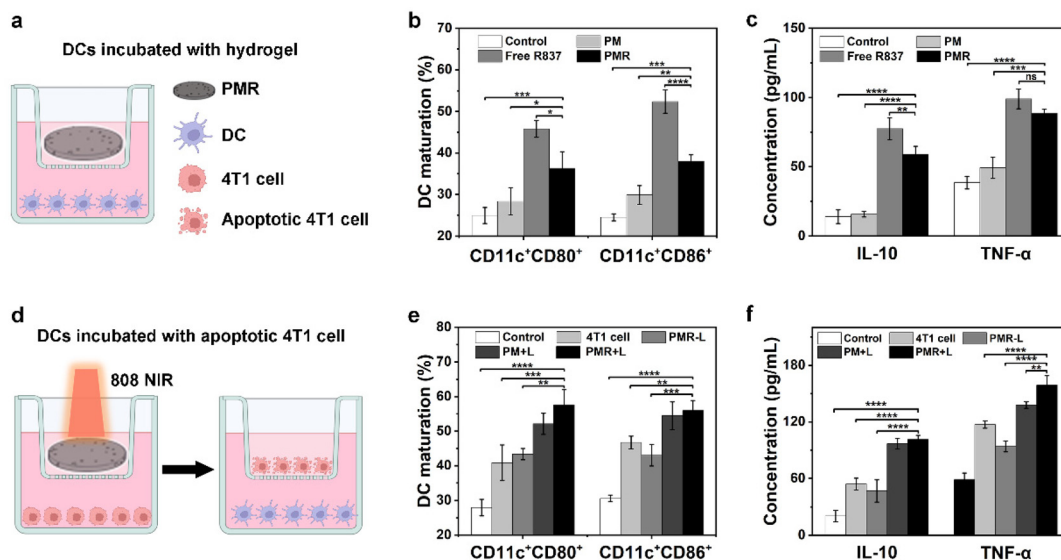 a
DCs incubated with hydrogel
PMR
DC
4T1 cell
Apoptotic 4T1 cell
b
DC maturation (%)
60
50
40
30
20
Control
PM
Free R837
PMR
***
*
*
****
**
****
CD11c⁺CD80⁺
CD11c⁺CD86⁺
c
Concentration (pg/mL)
150
100
50
0
Control
PM
Free R837
PMR
****
****
**
****
***
ns
IL-10
TNF-α
d
DCs incubated with apoptotic 4T1 cell
808 NIR
e
DC maturation (%)
80
70
60
50
40
30
20
Control
4T1 cell
PMR-L
PM+L
PMR+L
****
***
**
****
**
***
CD11c⁺CD80⁺
CD11c⁺CD86⁺
f
Concentration (pg/mL)
180
120
60
0
Control
4T1 cell
PMR-L
PM+L
PMR+L
****
****
****
****
****
**
IL-10
TNF-α